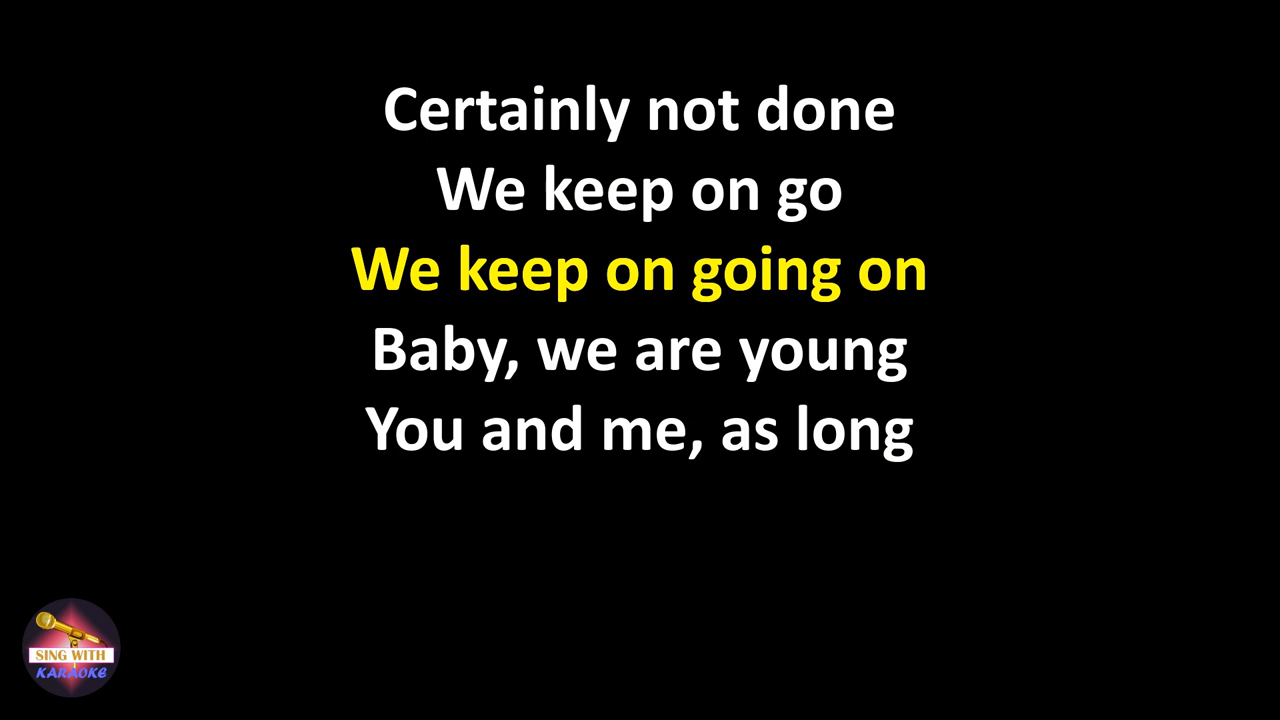 Certainly not done
We keep on go
We keep on going on
Baby, we are young
You and me, as long
SING WITH
KARAOKE